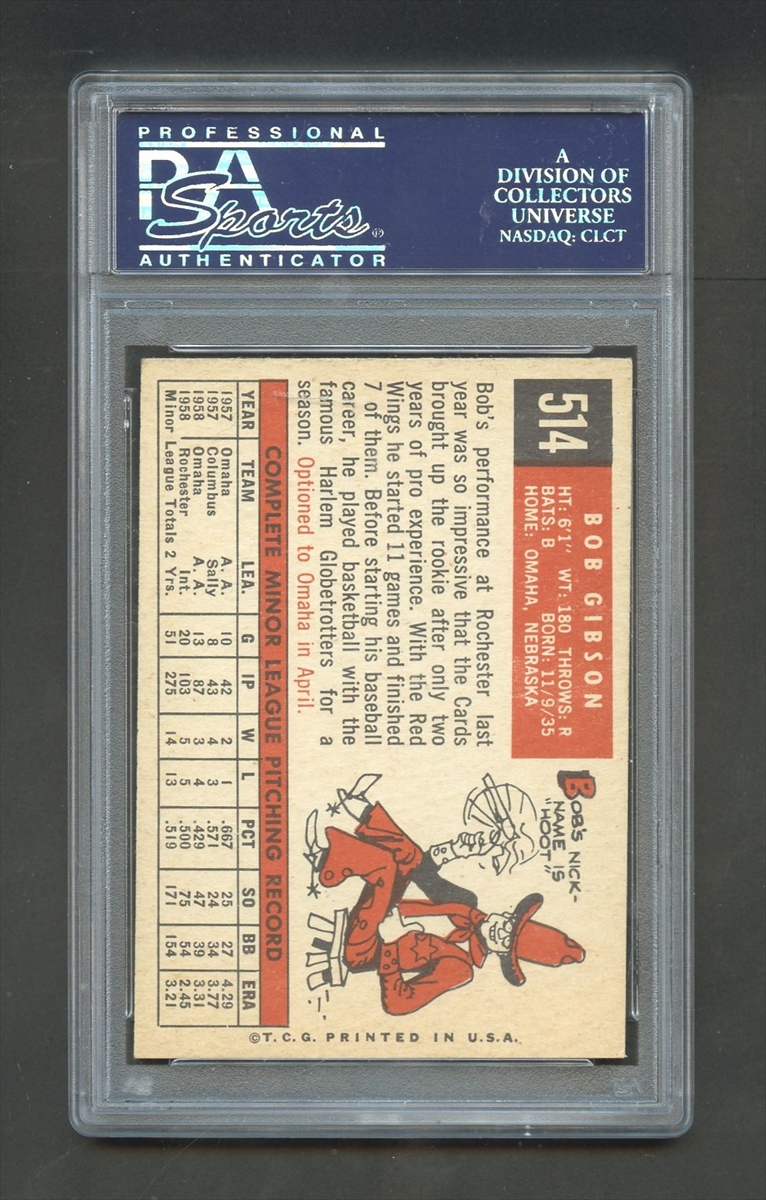 PROFESSIONAL
PSA
Sports®
AUTHENTICATOR
A
DIVISION OF
COLLECTORS
UNIVERSE
NASDAQ: CLCT
514
BOB GIBSON
HT: 6'1" WT: 180 THROWS: R
BATS: B BORN: 11/9/35
HOME: OMAHA, NEBRASKA
Bob's performance at Rochester last
year was so impressive that the Cards
brought up the rookie after only two
years of pro experience. With the Red
Wings he started 11 games and finished
7 of them. Before starting his baseball
career, he played basketball with the
famous Harlem Globetrotters for a
season. Optioned to Omaha in April.
BOB'S NICK-
NAME IS
"HOOT"
COMPLETE MINOR LEAGUE PITCHING RECORD
YEAR TEAM LEA. G IP W L PCT SO BB ERA
1957 Omaha A. A. 10 42 2 1 .667 25 27 4.29
1957 Columbus Sally 8 43 4 3 .571 24 34 3.77
1958 Omaha A. A. 13 87 3 4 .429 47 39 3.31
1958 Rochester Int. 20 103 5 5 .500 75 54 2.45
Minor League Totals 2 Yrs. 51 275 14 13 .519 171 154 3.21
©T.C.G. PRINTED IN U.S.A.